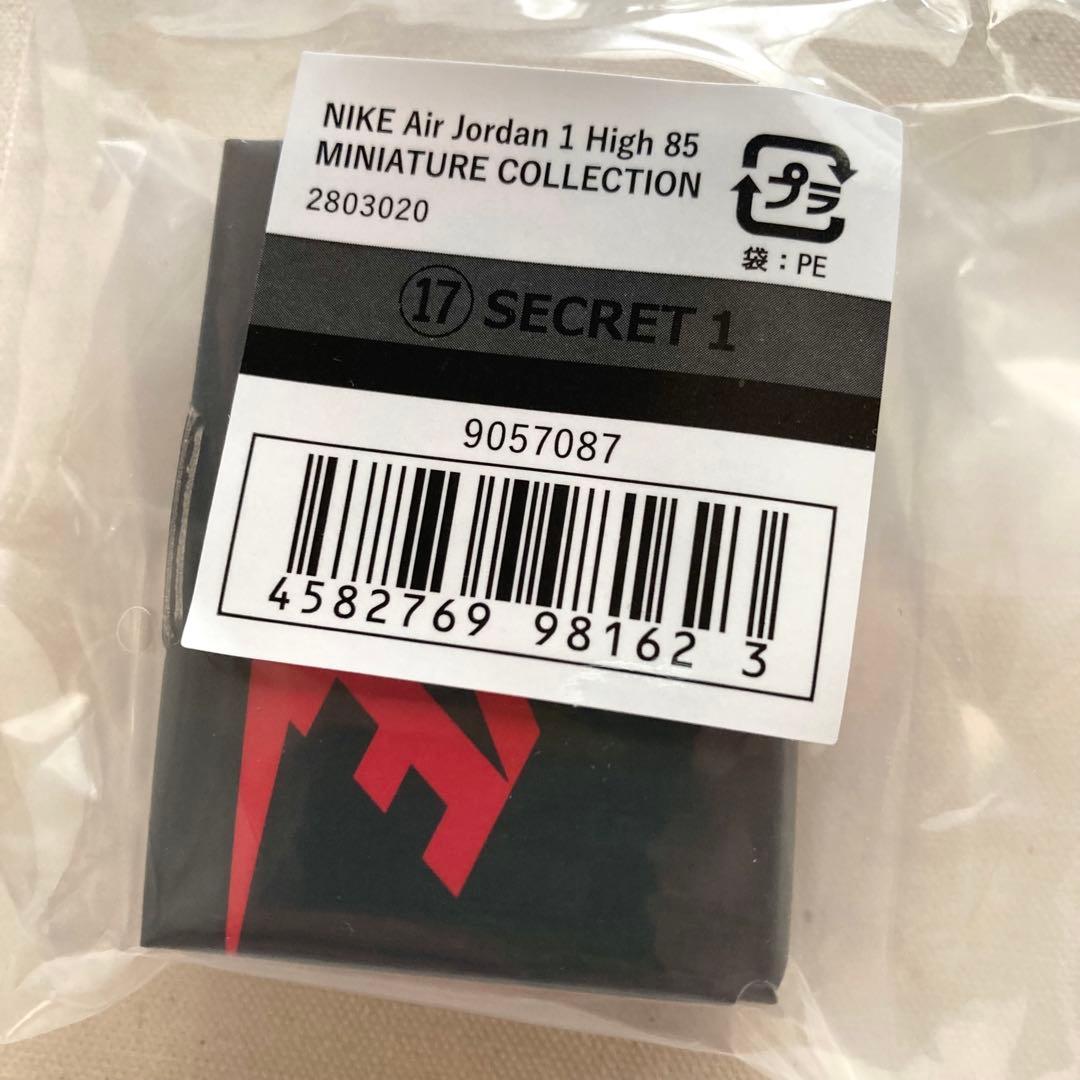 NIKE Air Jordan 1 High 85
MINIATURE COLLECTION
2803020
プラ
袋：PE
⑰ SECRET 1
9057087
4582769 98162 3